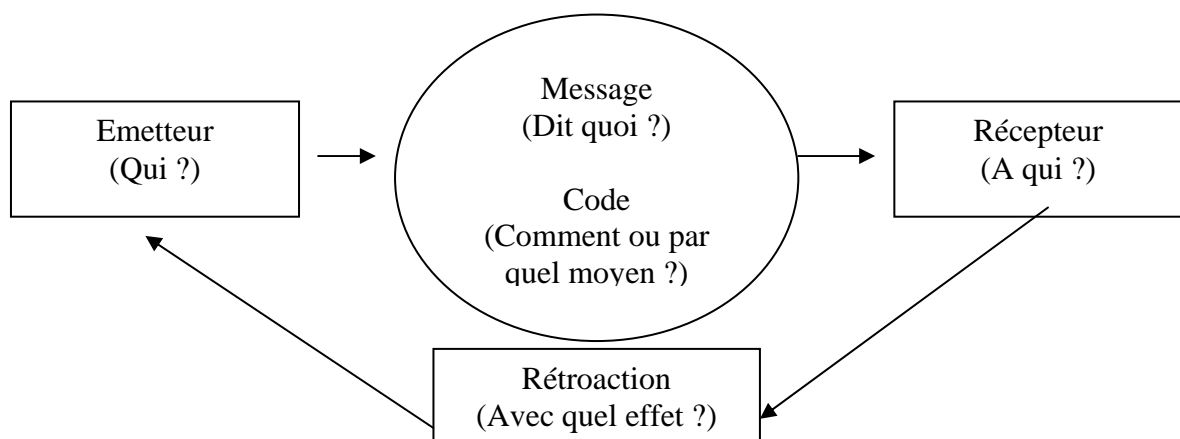 Message
(Dit quoi ?)
Emetteur
(Qui ?)
Récepteur
(A qui ?)
Code
(Comment ou par
quel moyen ?)
Rétroaction
(Avec quel effet ?)